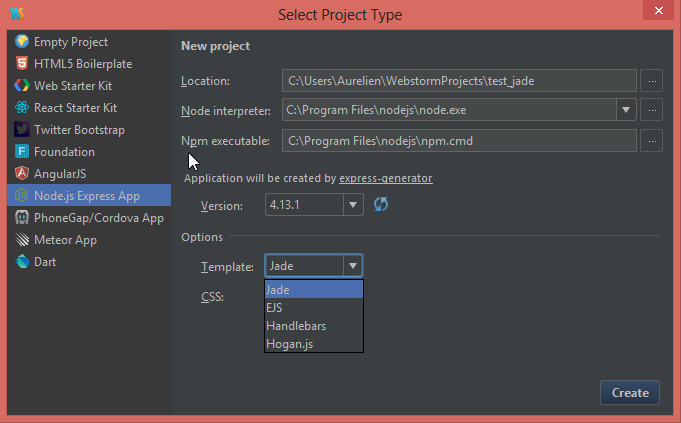 Select Project Type
Empty Project
HTML5 Boilerplate
Web Starter Kit
React Starter Kit
Twitter Bootstrap
Foundation
AngularJS
Node.js Express App
PhoneGap/Cordova App
Meteor App
Dart
New project
Location: C:\Users\Aurelien\WebstormProjects\test_jade ...
Node interpreter: C:\Program Files\nodejs\node.exe ...
Npm executable: C:\Program Files\nodejs\npm.cmd ...
Application will be created by express-generator
Version: 4.13.1
Options
Template: Jade
CSS:
Jade
EJS
Handlebars
Hogan.js
Create